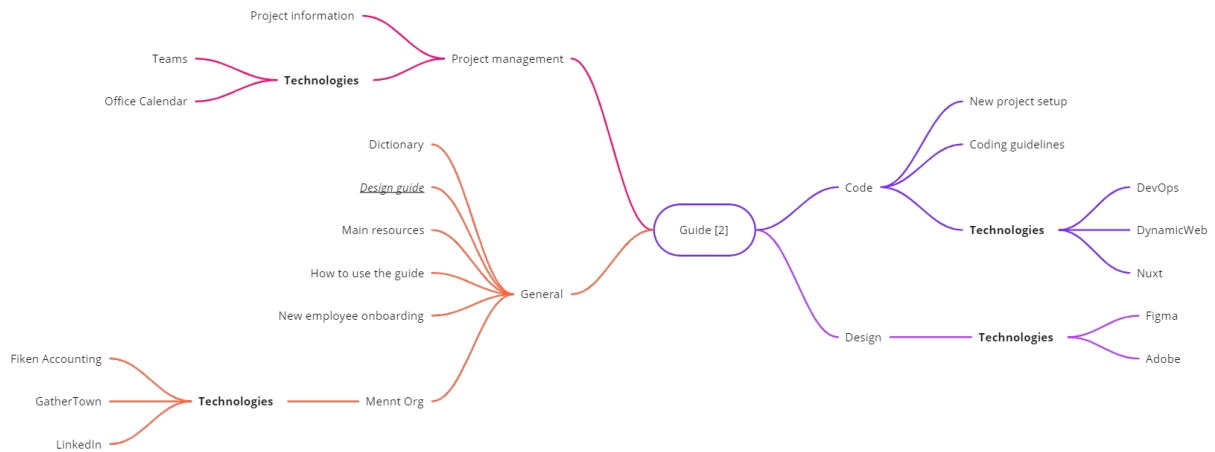 Project information
Project management
Teams
Technologies
Office Calendar
Dictionary
Design guide
Main resources
How to use the guide
General
New employee onboarding
Fiken Accounting
GatherTown
Technologies
Mennt Org
LinkedIn
Guide [2]
New project setup
Code
Coding guidelines
Technologies
DevOps
DynamicWeb
Nuxt
Design
Technologies
Figma
Adobe